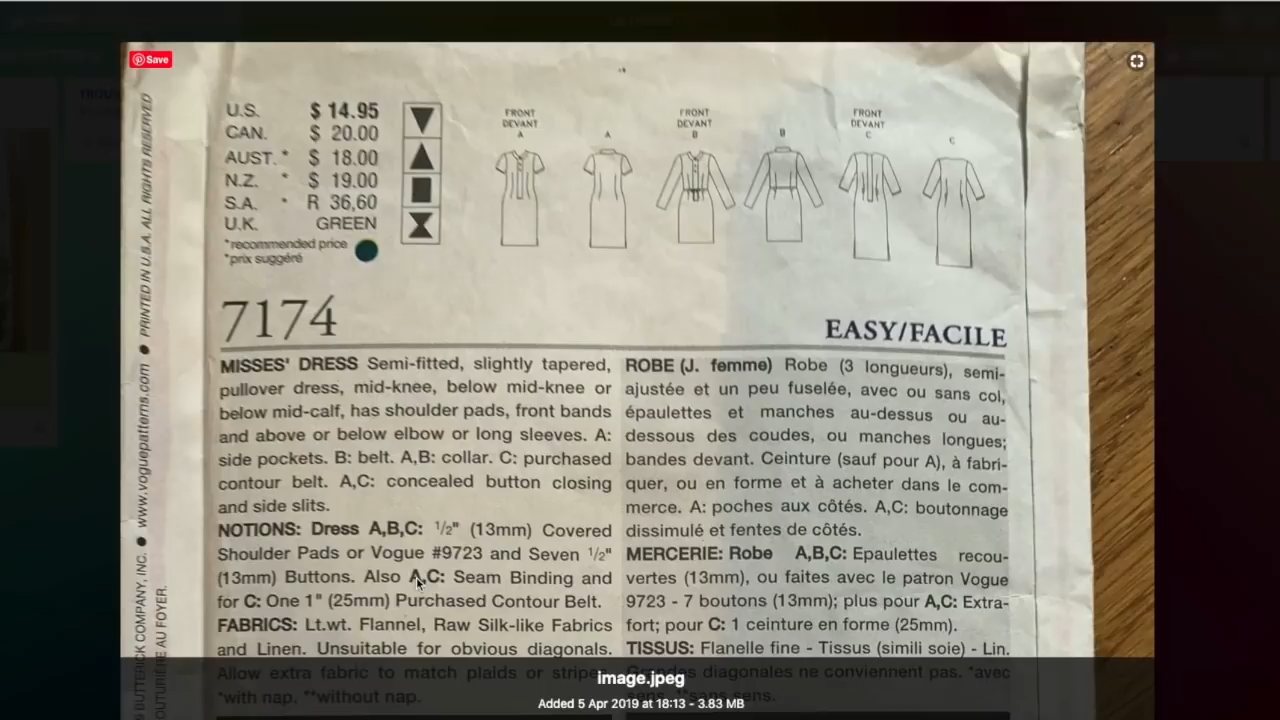 Save
U.S. $ 14.95
CAN. $ 20.00
AUST.* $ 18.00
N.Z. * $ 19.00
S.A. * R 36,60
U.K. GREEN
*recommended price
*prix suggéré
FRONT
DEVANT
A
A
FRONT
DEVANT
B
B
FRONT
DEVANT
C
C
7174
EASY/FACILE
MISSES' DRESS Semi-fitted, slightly tapered,
pullover dress, mid-knee, below mid-knee or
below mid-calf, has shoulder pads, front bands
and above or below elbow or long sleeves. A:
side pockets. B: belt. A,B: collar. C: purchased
contour belt. A,C: concealed button closing
and side slits.
NOTIONS: Dress A,B,C: 1/2" (13mm) Covered
Shoulder Pads or Vogue #9723 and Seven 1/2"
(13mm) Buttons. Also A,C: Seam Binding and
for C: One 1" (25mm) Purchased Contour Belt.
FABRICS: Lt.wt. Flannel, Raw Silk-like Fabrics
and Linen. Unsuitable for obvious diagonals.
Allow extra fabric to match plaids or stripes.
*with nap. **without nap.
ROBE (J. femme) Robe (3 longueurs), semi-
ajustée et un peu fuselée, avec ou sans col,
épaulettes et manches au-dessus ou au-
dessous des coudes, ou manches longues;
bandes devant. Ceinture (sauf pour A), à fabri-
quer, ou en forme et à acheter dans le com-
merce. A: poches aux côtés. A,C: boutonnage
dissimulé et fentes de côtés.
MERCERIE: Robe A,B,C: Epaulettes recou-
vertes (13mm), ou faites avec le patron Vogue
9723 - 7 boutons (13mm); plus pour A,C: Extra-
fort; pour C: 1 ceinture en forme (25mm).
TISSUS: Flanelle fine - Tissus (simili soie) - Lin.
Grandes diagonales ne conviennent pas. *avec
sens. **sans sens.
BUTTERICK COMPANY, INC. ● www.voguepatterns.com ● PRINTED IN U.S.A. ALL RIGHTS RESERVED
COUTURIÈRE AU FOYER.
image.jpeg
Added 5 Apr 2019 at 18:13 - 3.83 MB